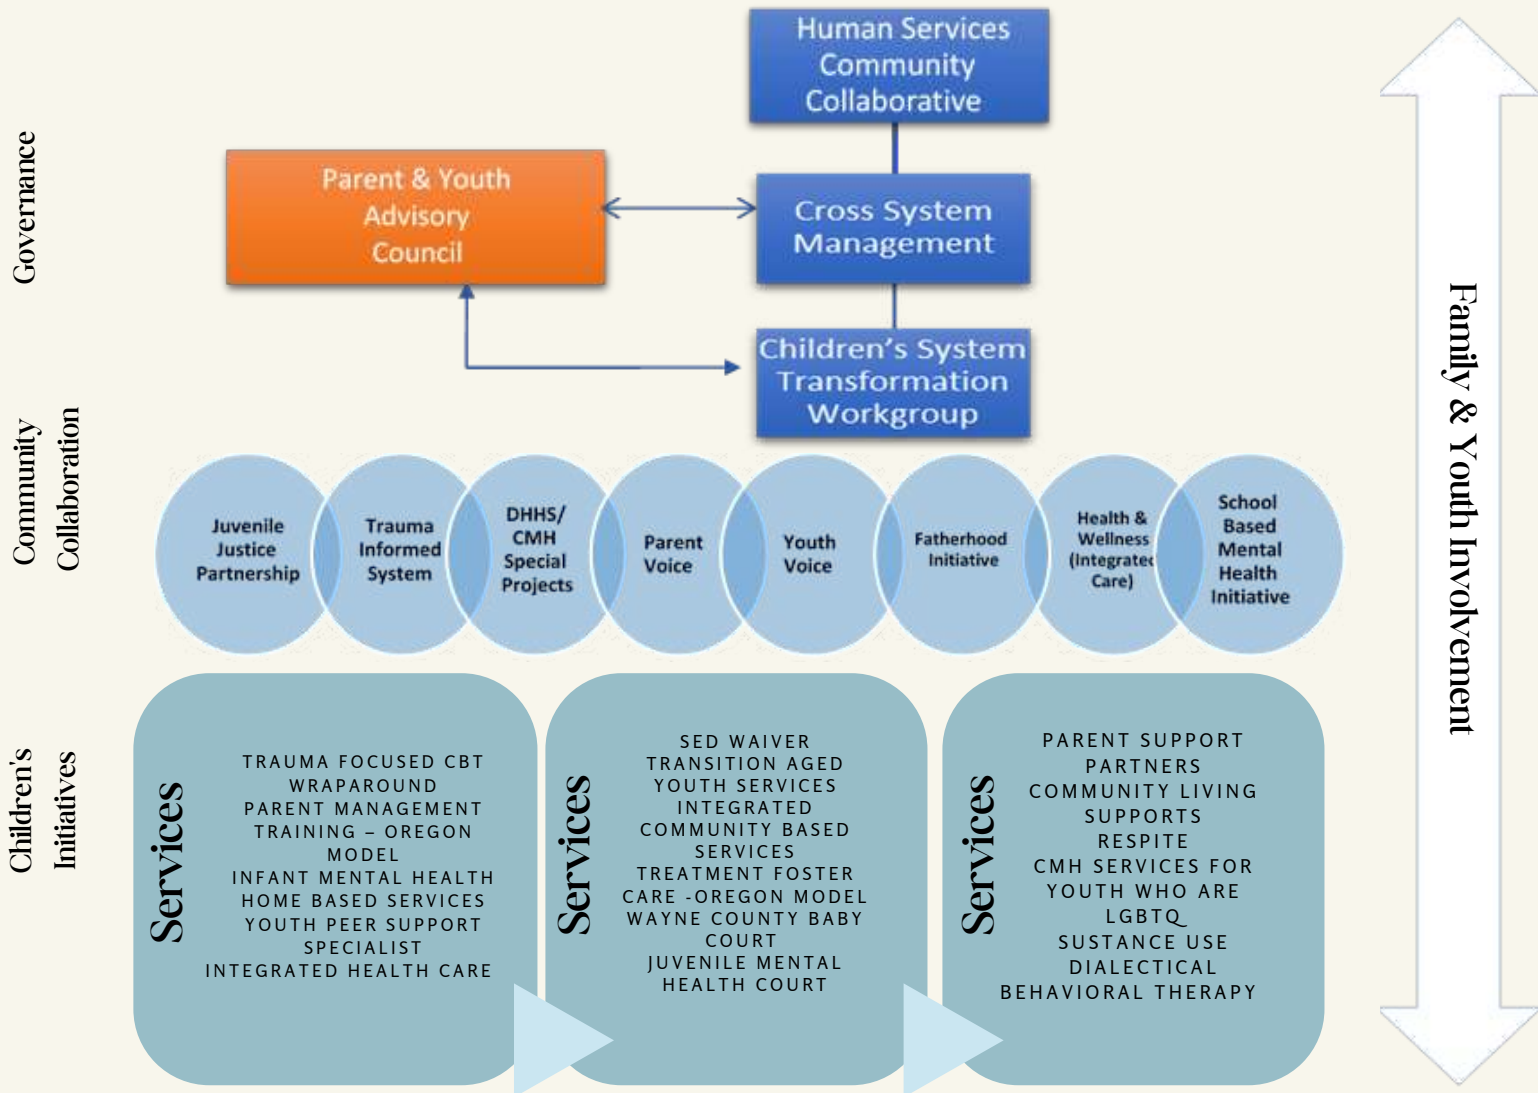 Governance
Human Services
Community
Collaborative
Parent & Youth
Advisory
Council
Cross System
Management
Children's System
Transformation
Workgroup
Family & Youth Involvement
Community
Collaboration
Juvenile
Justice
Partnership
Trauma
Informed
System
DHHS/
CMH
Special
Projects
Parent
Voice
Youth
Voice
Fatherhood
Initiative
Health &
Wellness
(Integrated
Care)
School
Based
Mental
Health
Initiative
Children's
Initiatives
Services
TRAUMA FOCUSED CBT
WRAPAROUND
PARENT MANAGEMENT
TRAINING – OREGON
MODEL
INFANT MENTAL HEALTH
HOME BASED SERVICES
YOUTH PEER SUPPORT
SPECIALIST
INTEGRATED HEALTH CARE
Services
SED WAIVER
TRANSITION AGED
YOUTH SERVICES
INTEGRATED
COMMUNITY BASED
SERVICES
TREATMENT FOSTER
CARE -OREGON MODEL
WAYNE COUNTY BABY
COURT
JUVENILE MENTAL
HEALTH COURT
Services
PARENT SUPPORT
PARTNERS
COMMUNITY LIVING
SUPPORTS
RESPITE
CMH SERVICES FOR
YOUTH WHO ARE
LGBTQ
SUSTANCE USE
DIALECTICAL
BEHAVIORAL THERAPY